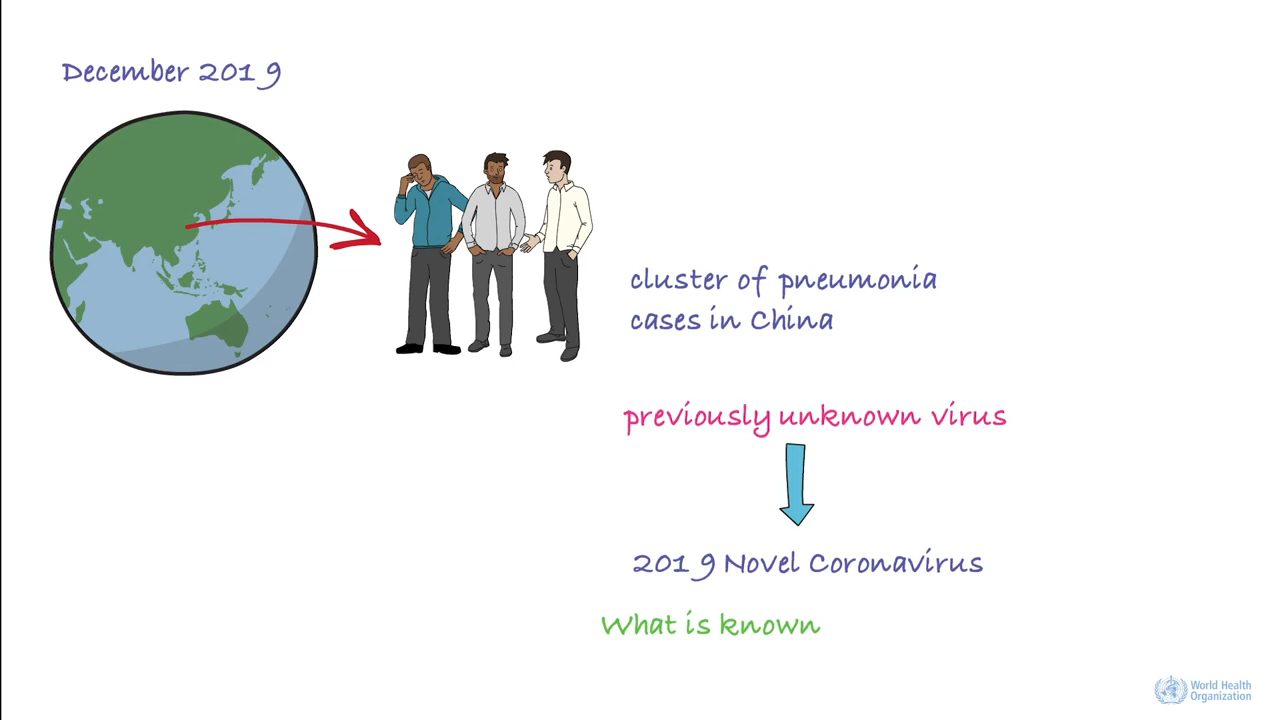 December 2019
cluster of pneumonia
cases in China
previously unknown virus
2019 Novel Coronavirus
What is known
World Health
Organization